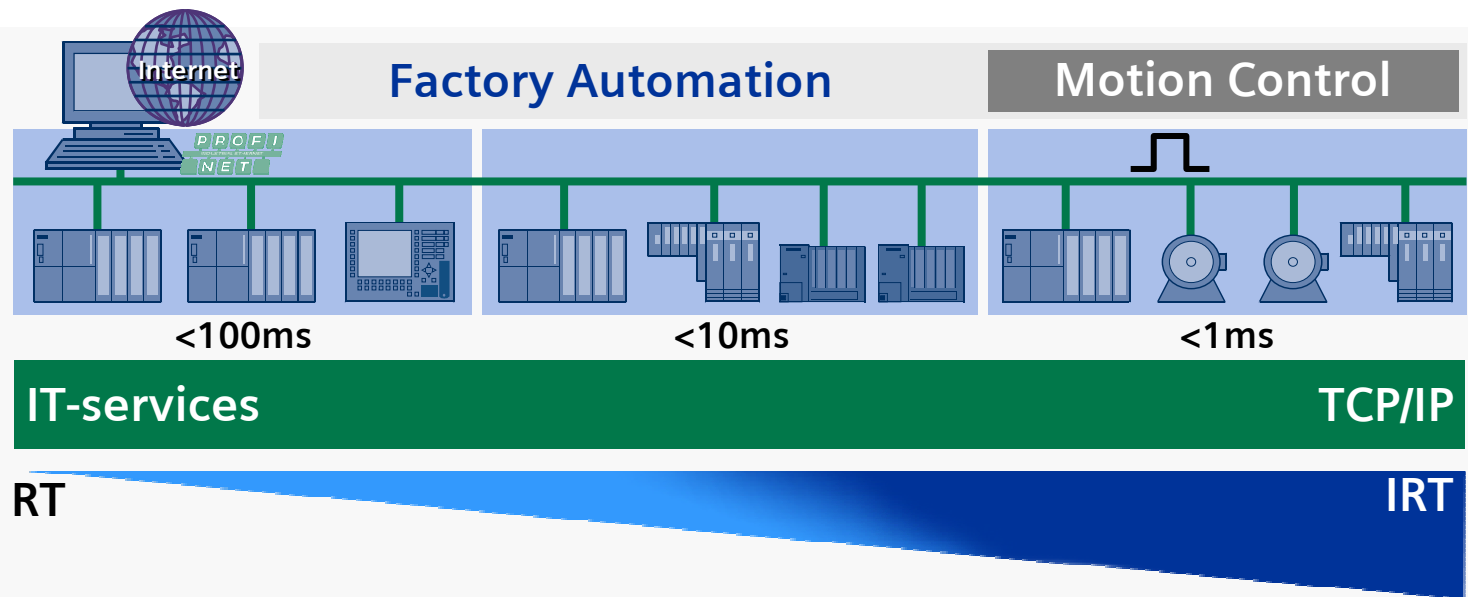 Internet
Factory Automation
Motion Control
PROFI
NET
<100ms
<10ms
<1ms
IT-services
TCP/IP
RT
IRT